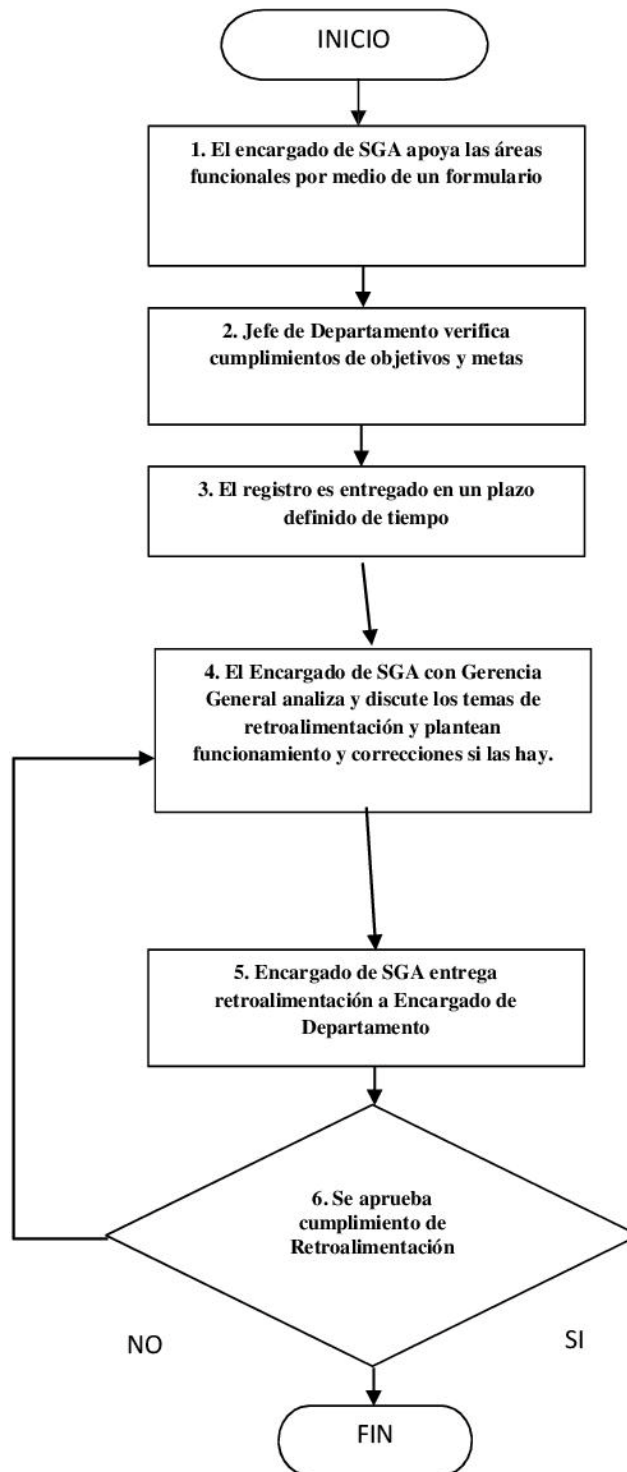 INICIO
1. El encargado de SGA apoya las áreas
funcionales por medio de un formulario
2. Jefe de Departamento verifica
cumplimientos de objetivos y metas
3. El registro es entregado en un plazo
definido de tiempo
4. El Encargado de SGA con Gerencia
General analiza y discute los temas de
retroalimentación y plantean
funcionamiento y correcciones si las hay.
5. Encargado de SGA entrega
retroalimentación a Encargado de
Departamento
6. Se aprueba
cumplimiento de
Retroalimentación
NO
SI
FIN